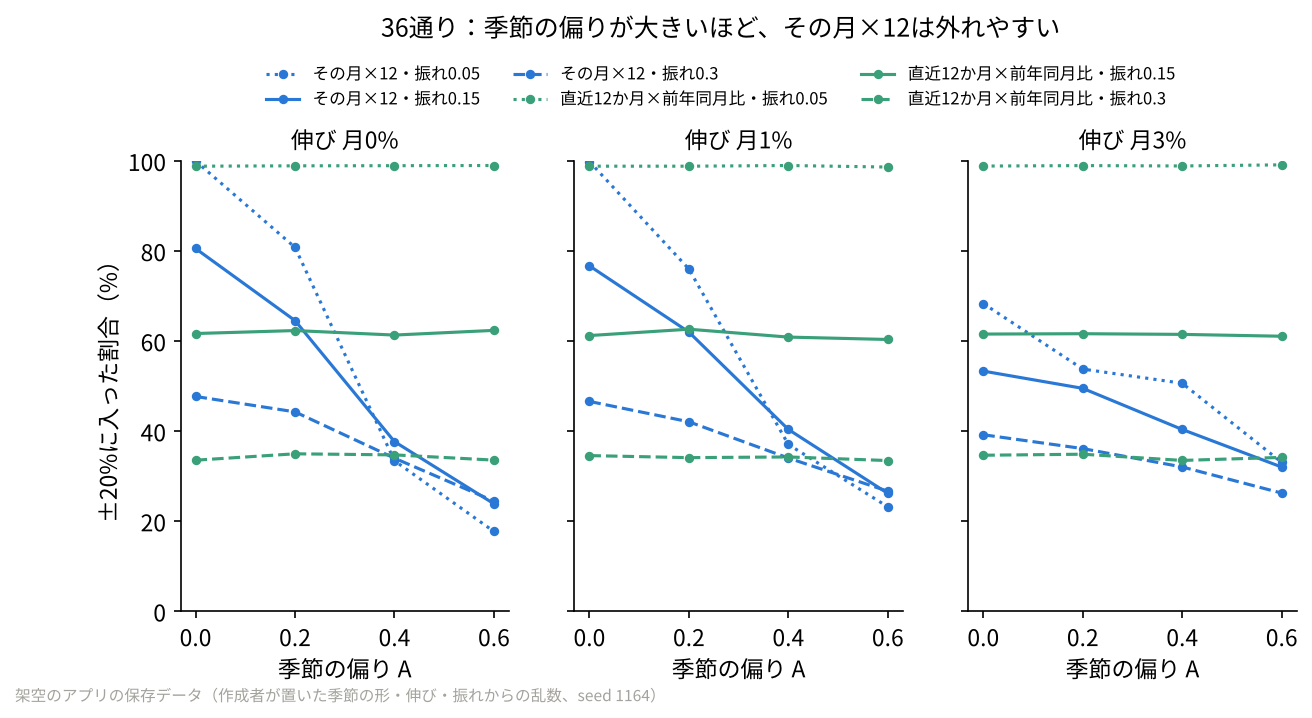 36通り：季節の偏りが大きいほど、その月×12は外れやすい
その月×12・振れ0.05
その月×12・振れ0.15
その月×12・振れ0.3
直近12か月×前年同月比・振れ0.05
直近12か月×前年同月比・振れ0.15
直近12か月×前年同月比・振れ0.3
伸び 月0%
伸び 月1%
伸び 月3%
±20%に入った割合（%）
100
80
60
40
20
0
0.0 0.2 0.4 0.6
0.0 0.2 0.4 0.6
0.0 0.2 0.4 0.6
季節の偏り A
季節の偏り A
季節の偏り A
架空のアプリの保存データ（作成者が置いた季節の形・伸び・振れからの乱数、seed 1164）